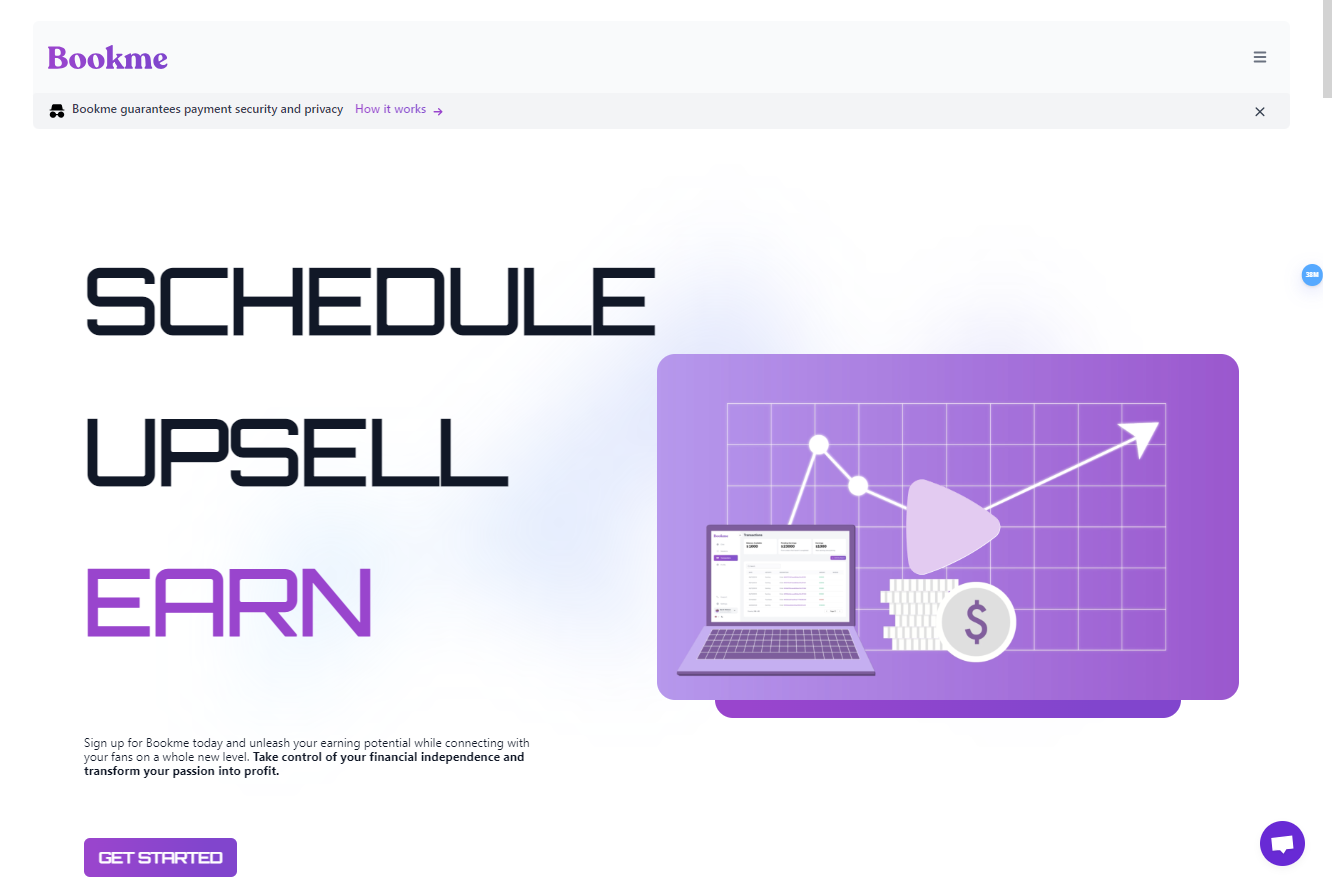 Bookme
Bookme guarantees payment security and privacy How it works →
SCHEDULE
38M
UPSELL
EARN
Bookme
Transactions
$
Sign up for Bookme today and unleash your earning potential while connecting with
your fans on a whole new level. Take control of your financial independence and
transform your passion into profit.
GET STARTED